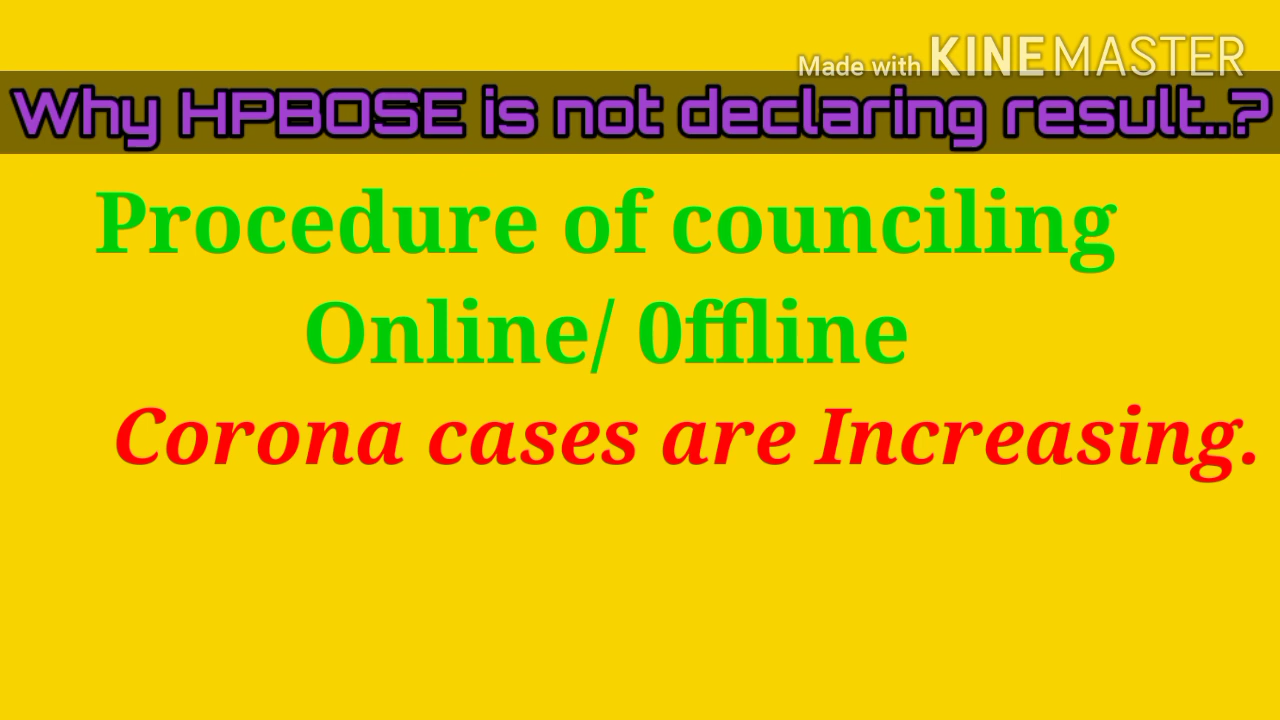 Made with KINEMASTER
Why HPBOSE is not declaring result..?
Procedure of counciling
Online/ 0ffline
Corona cases are Increasing.